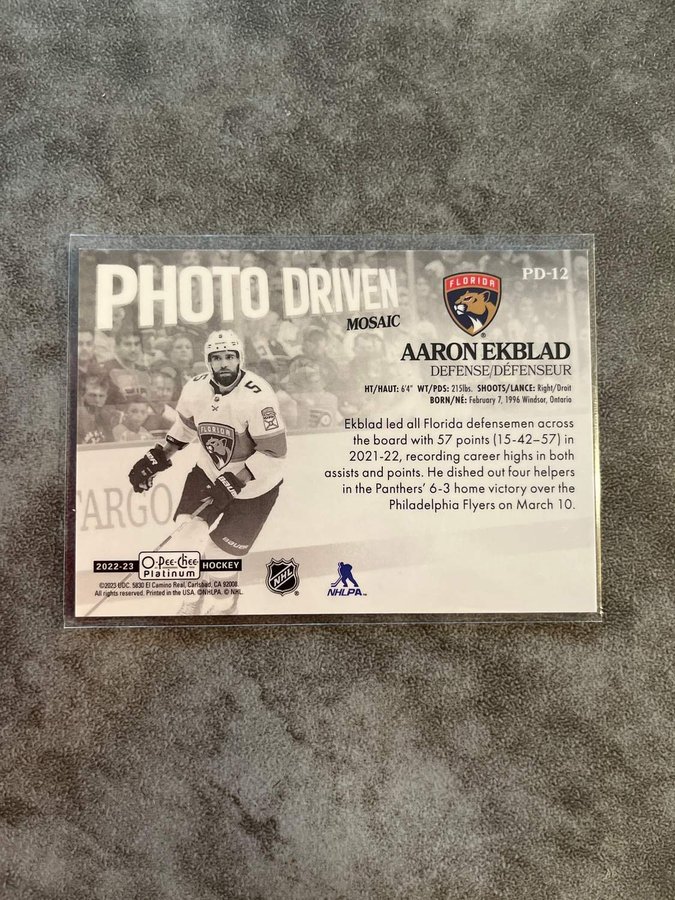 PHOTO DRIVEN
MOSAIC
PD-12
FLORIDA
AARON EKBLAD
DEFENSE/DÉFENSEUR
HT/HAUT: 6'4" WT/PDS: 215lbs. SHOOTS/LANCE: Right/Droit
BORN/NÉ: February 7, 1996 Windsor, Ontario
Ekblad led all Florida defensemen across
the board with 57 points (15-42–57) in
2021-22, recording career highs in both
assists and points. He dished out four helpers
in the Panthers' 6-3 home victory over the
Philadelphia Flyers on March 10.
5
FLORIDA
BAUER
FARGO
2022-23 O-Pee-Chee Platinum HOCKEY
©2023 UDC. 5830 El Camino Real, Carlsbad, CA 92008.
All rights reserved. Printed in the USA. ©NHLPA. © NHL.
NHL
NHLPA